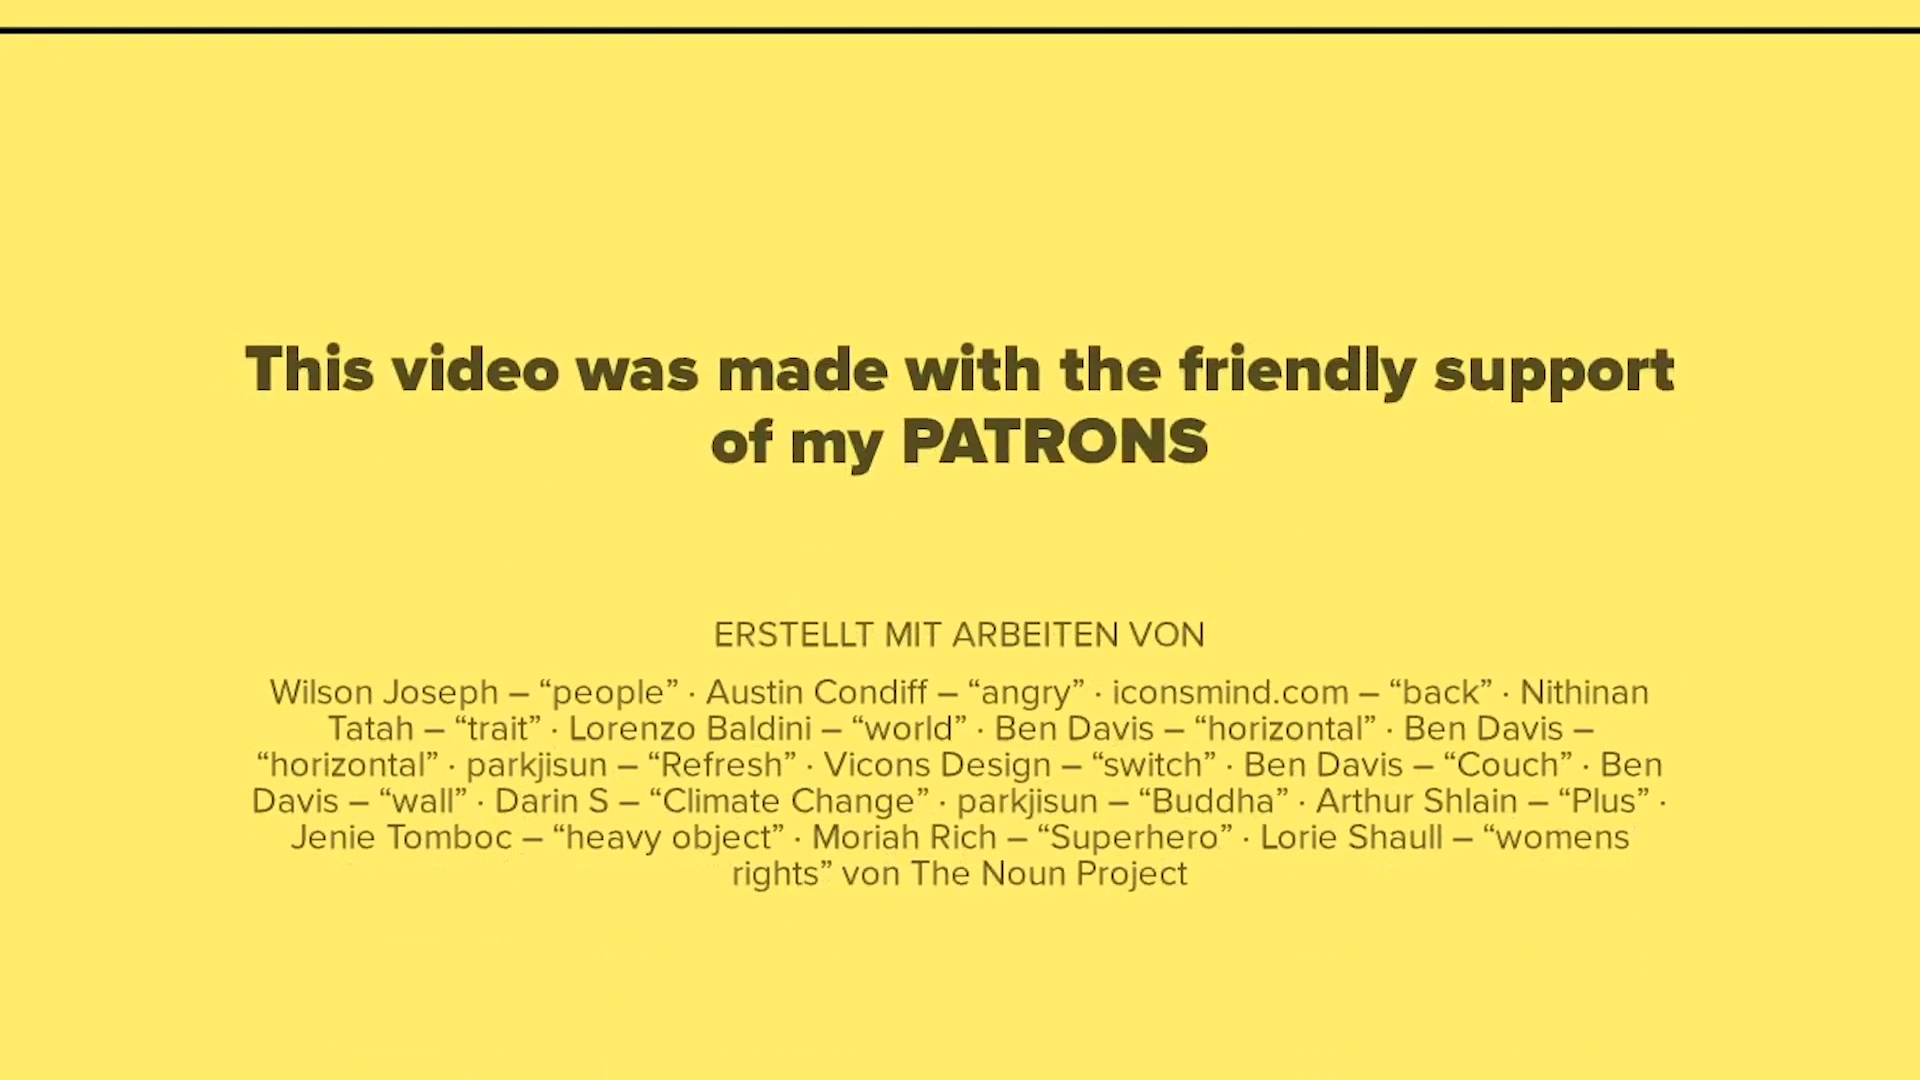 This video was made with the friendly support
of my PATRONS
ERSTELLT MIT ARBEITEN VON
Wilson Joseph – “people” · Austin Condiff – “angry” · iconsmind.com – “back” · Nithinan
Tatah – “trait” · Lorenzo Baldini – “world” · Ben Davis – “horizontal” · Ben Davis –
“horizontal” · parkjisun – “Refresh” · Vicons Design – “switch” · Ben Davis – “Couch” · Ben
Davis – “wall” · Darin S – “Climate Change” · parkjisun – “Buddha” · Arthur Shlain – “Plus” ·
Jenie Tomboc – “heavy object” · Moriah Rich – “Superhero” · Lorie Shaull – “womens
rights” von The Noun Project